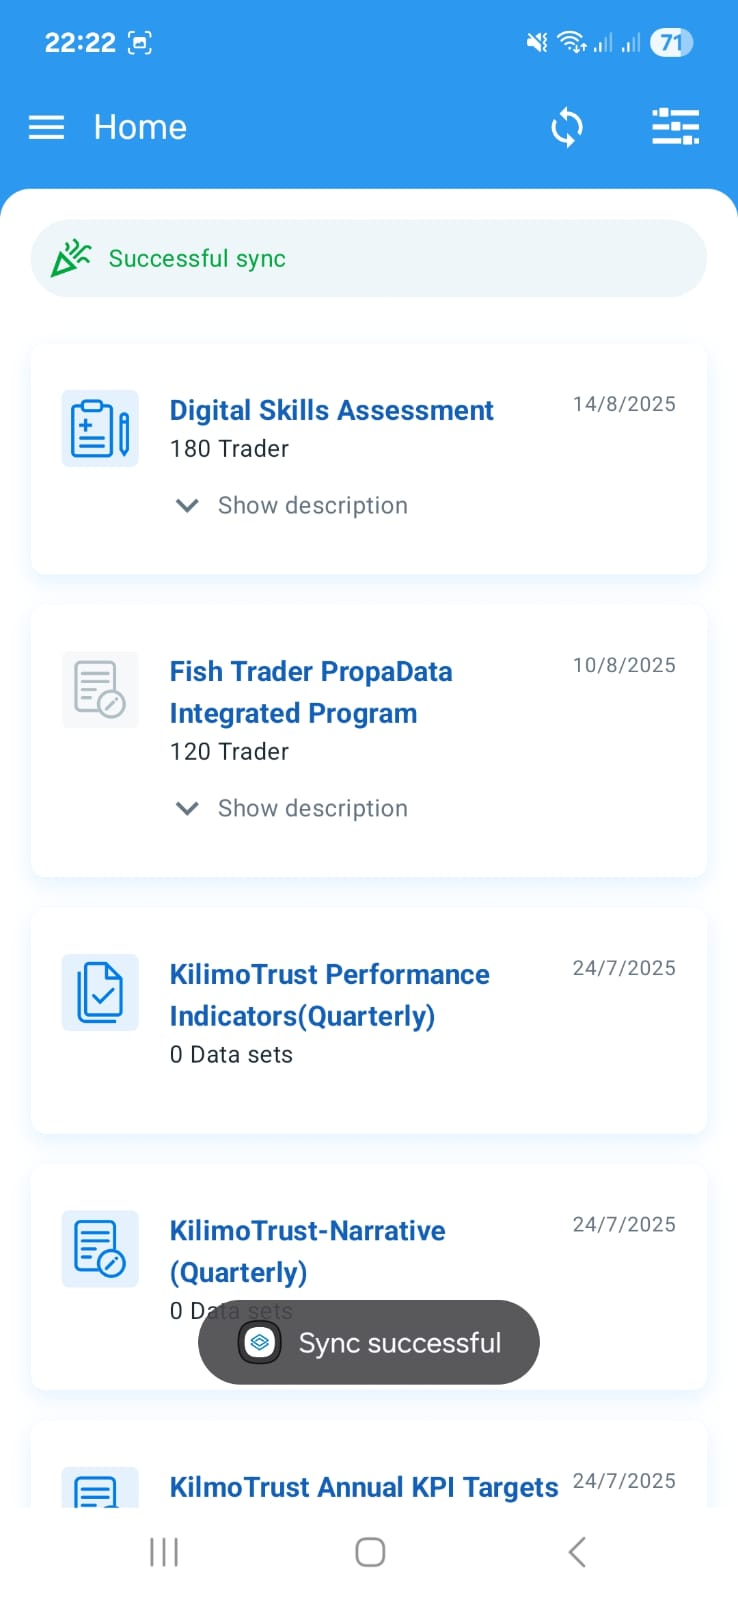 22:22
71
Home
Successful sync
Digital Skills Assessment
14/8/2025
180 Trader
Show description
Fish Trader PropaData
Integrated Program
10/8/2025
120 Trader
Show description
KilimoTrust Performance
Indicators(Quarterly)
24/7/2025
0 Data sets
KilimoTrust-Narrative
(Quarterly)
24/7/2025
0 Data sets
Sync successful
KilmoTrust Annual KPI Targets
24/7/2025